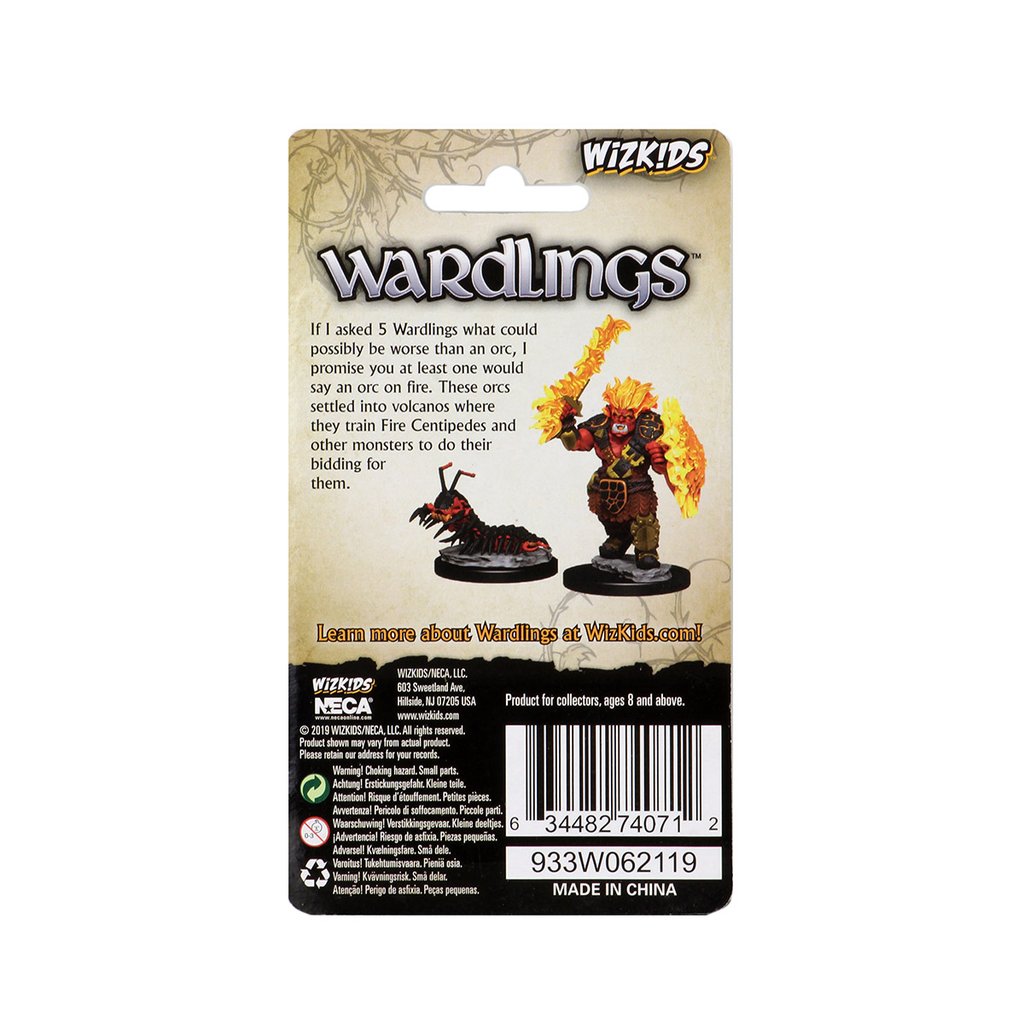 WIZKIDS
WARDLINGS™
If I asked 5 Wardlings what could
possibly be worse than an orc, I
promise you at least one would
say an orc on fire. These orcs
settled into volcanos where
they train Fire Centipedes and
other monsters to do their
bidding for
them.
Learn more about Wardlings at WizKids.com!
WIZKIDS
NECA®
www.necaonline.com
WIZKIDS/NECA, LLC.
603 Sweetland Ave,
Hillside, NJ 07205 USA
www.wizkids.com
Product for collectors, ages 8 and above.
© 2019 WIZKIDS/NECA, LLC. All rights reserved.
Product shown may vary from actual product.
Please retain our address for your records.
Warning! Choking hazard. Small parts.
Achtung! Erstickungsgefahr. Kleine teile.
Attention! Risque d'étouffement. Petites pièces.
Avvertenza! Pericolo di soffocamento. Piccole parti.
Waarschuwing! Verstikkingsgevaar. Kleine deeltjes.
¡Advertencia! Riesgo de asfixia. Piezas pequeñas.
Advarsel! Kvælningsfare. Små dele.
Varoitus! Tukehtumisvaara. Pieniä osia.
Varning! Kvävningsrisk. Små delar.
Atenção! Perigo de asfixia. Peças pequenas.
0-3
6 34482 74071 2
933W062119
MADE IN CHINA